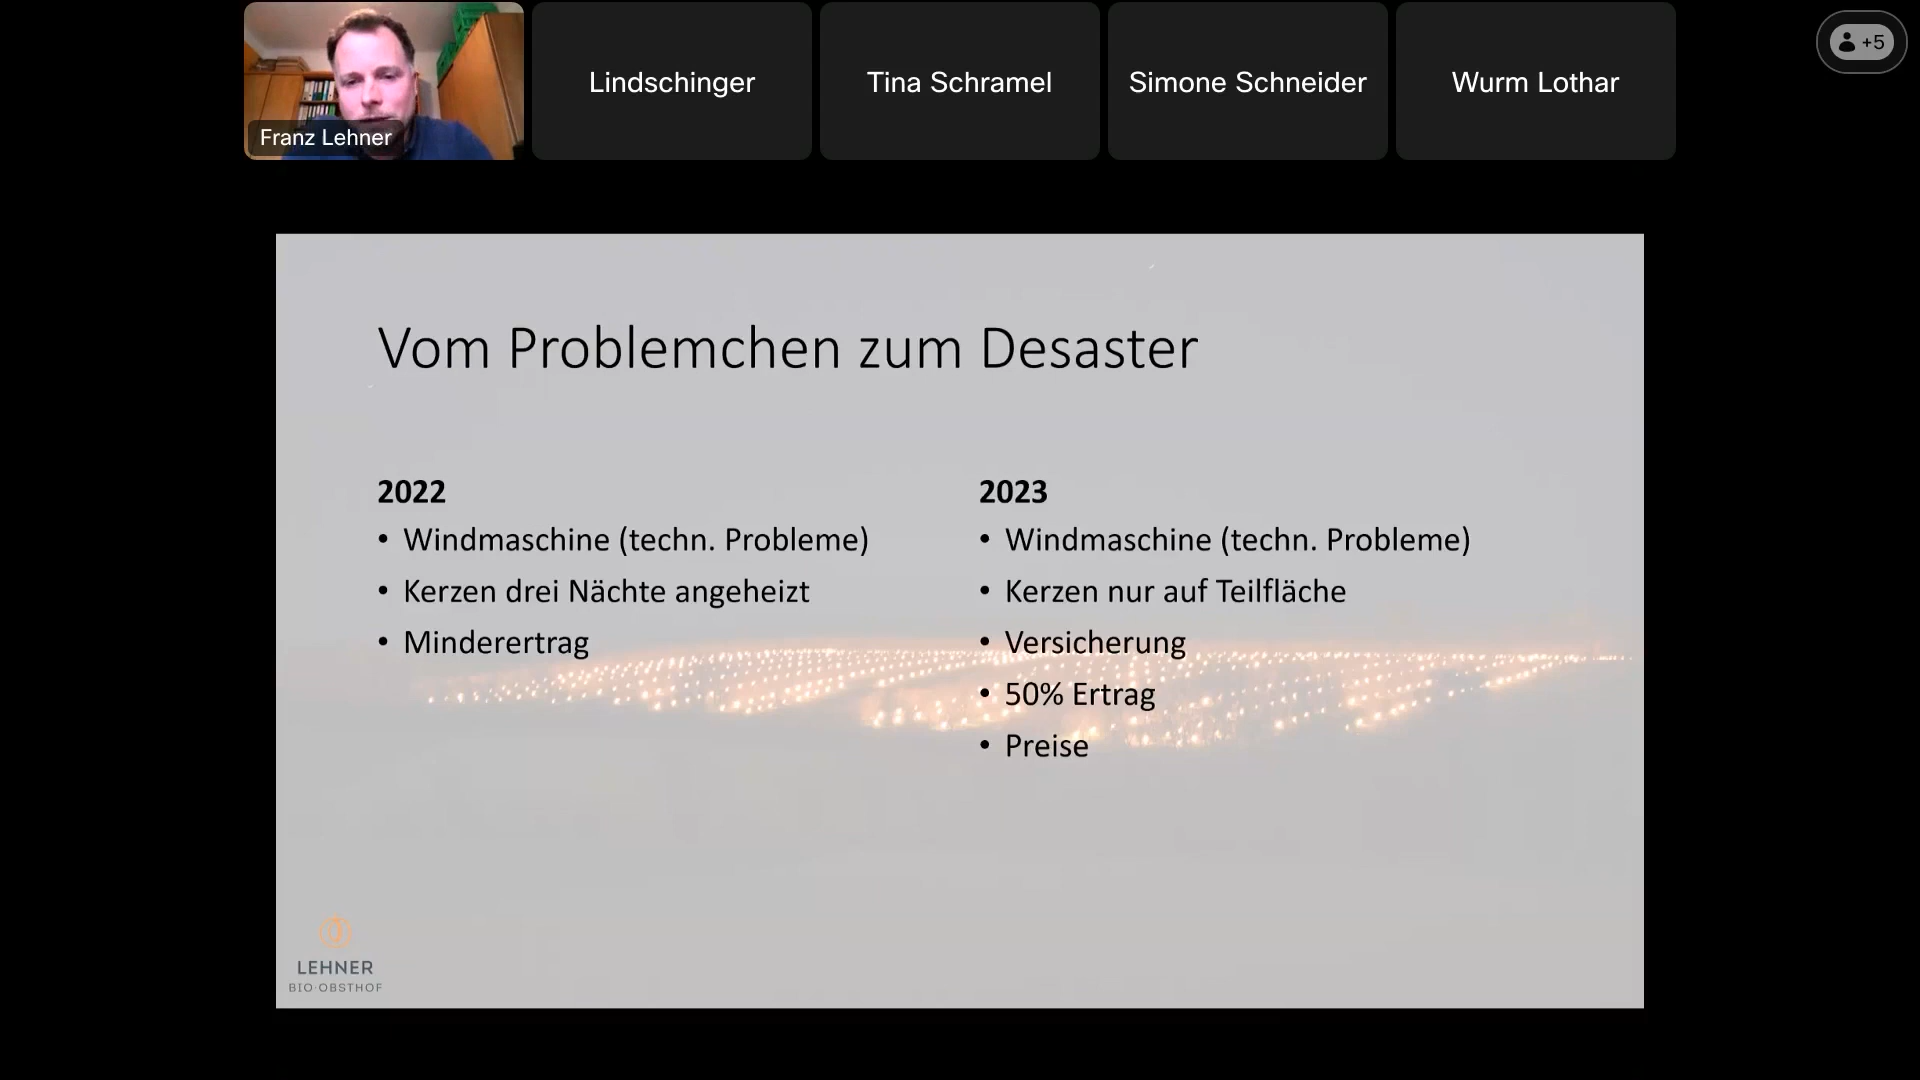 Franz Lehner
Lindschinger
Tina Schramel
Simone Schneider
Wurm Lothar
+5
Vom Problemchen zum Desaster
2022
• Windmaschine (techn. Probleme)
• Kerzen drei Nächte angeheizt
• Minderertrag
2023
• Windmaschine (techn. Probleme)
• Kerzen nur auf Teilfläche
• Versicherung
• 50% Ertrag
• Preise
LEHNER
BIO·OBSTHOF